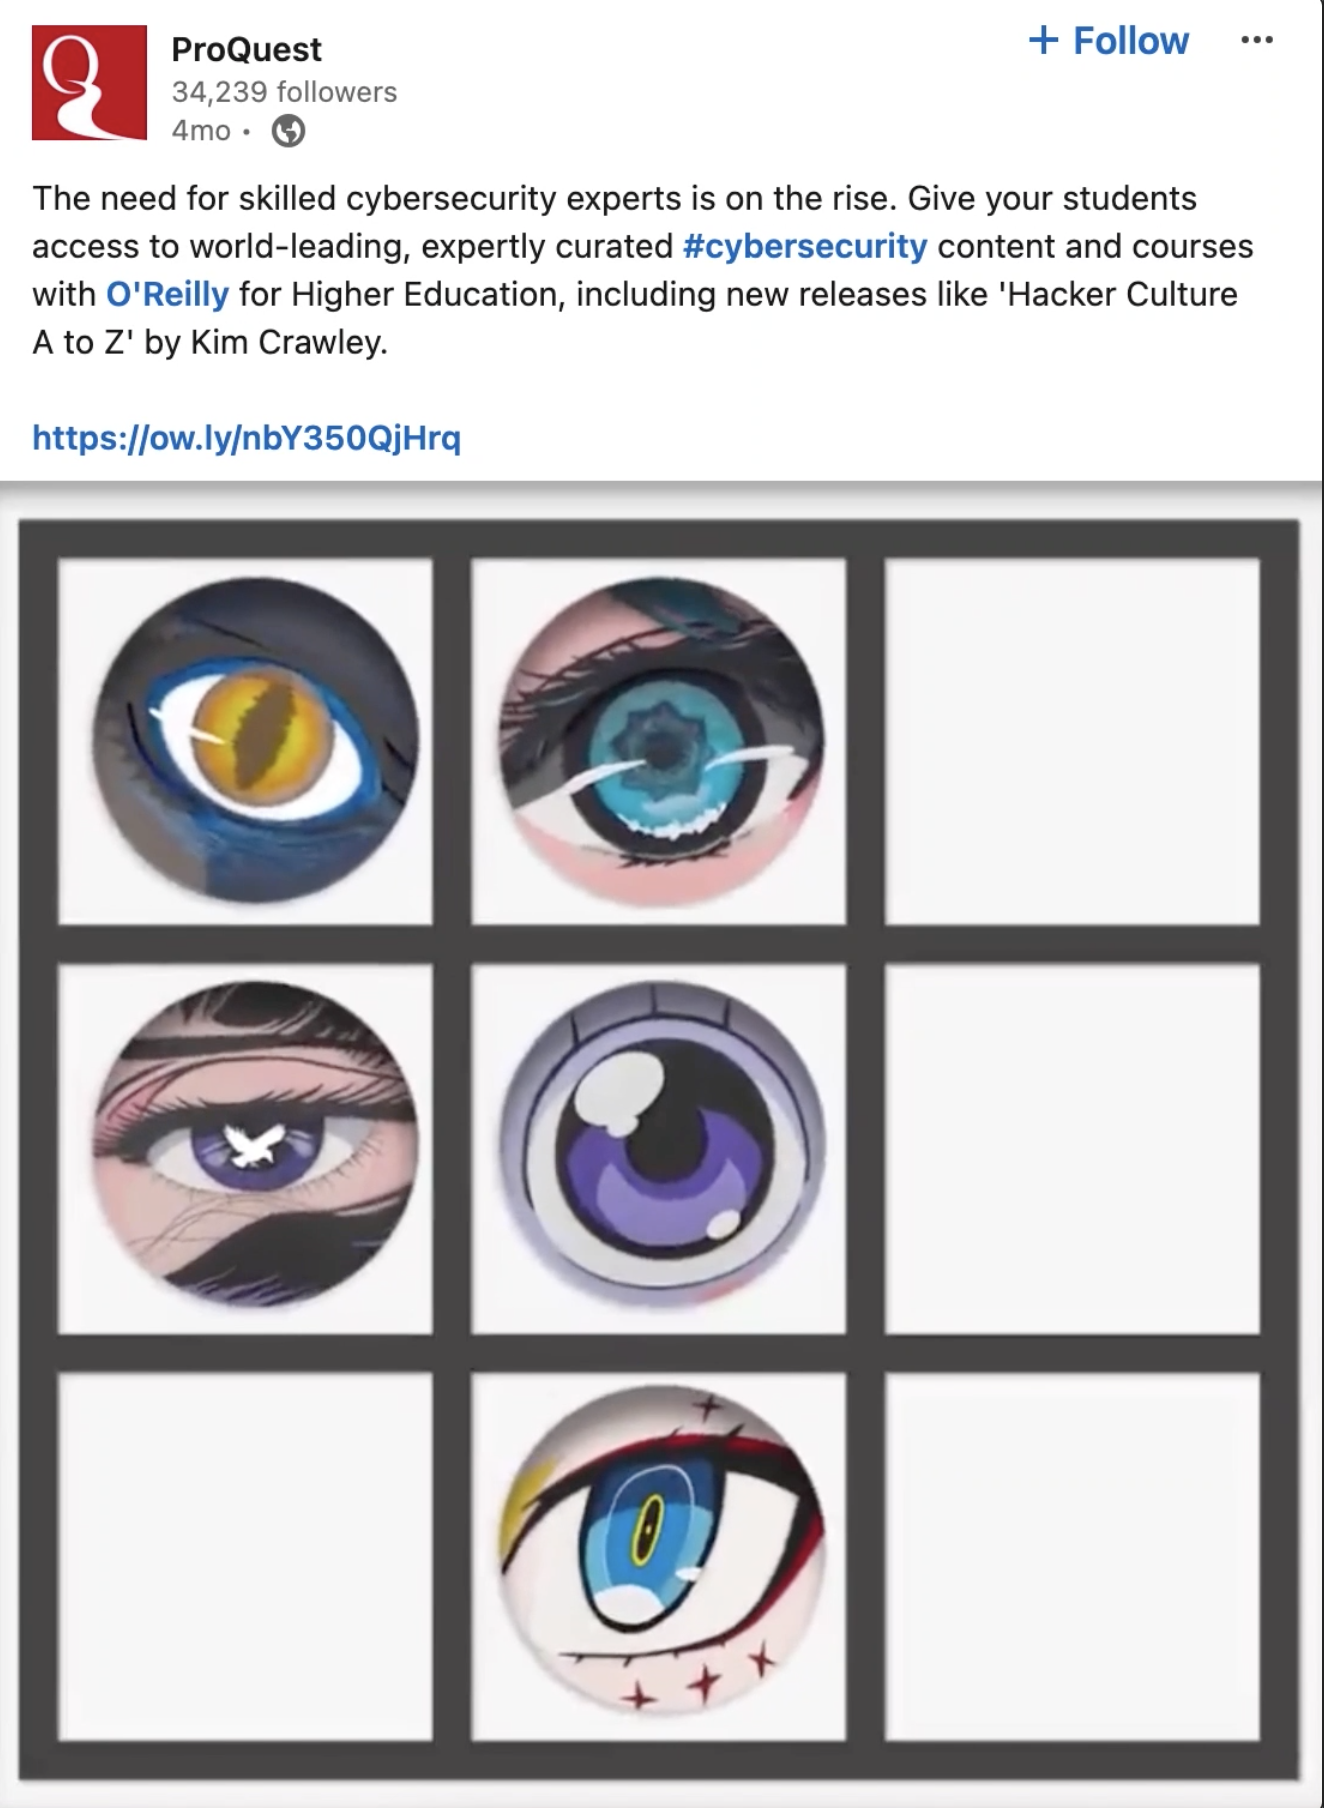 ProQuest
+ Follow
34,239 followers
4mo •
The need for skilled cybersecurity experts is on the rise. Give your students
access to world-leading, expertly curated #cybersecurity content and courses
with O'Reilly for Higher Education, including new releases like 'Hacker Culture
A to Z' by Kim Crawley.
https://ow.ly/nbY350QjHrq